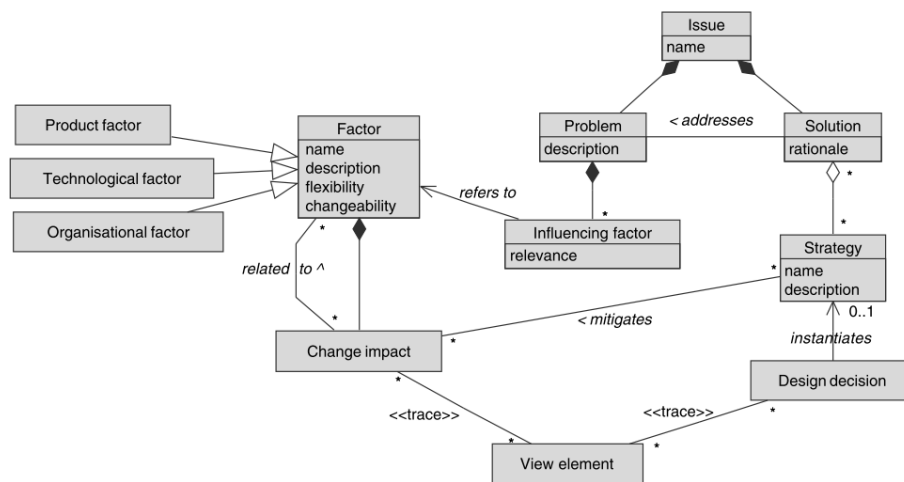 Issue
name
Problem
description
< addresses
Solution
rationale
*
Product factor
Technological factor
Organisational factor
Factor
name
description
flexibility
changeability
*
refers to
*
Influencing factor
relevance
*
Strategy
name
description
*
0..1
related to ^
*
< mitigates
*
instantiates
Change impact
*
Design decision
*
<<trace>>
<<trace>>
*
*
View element